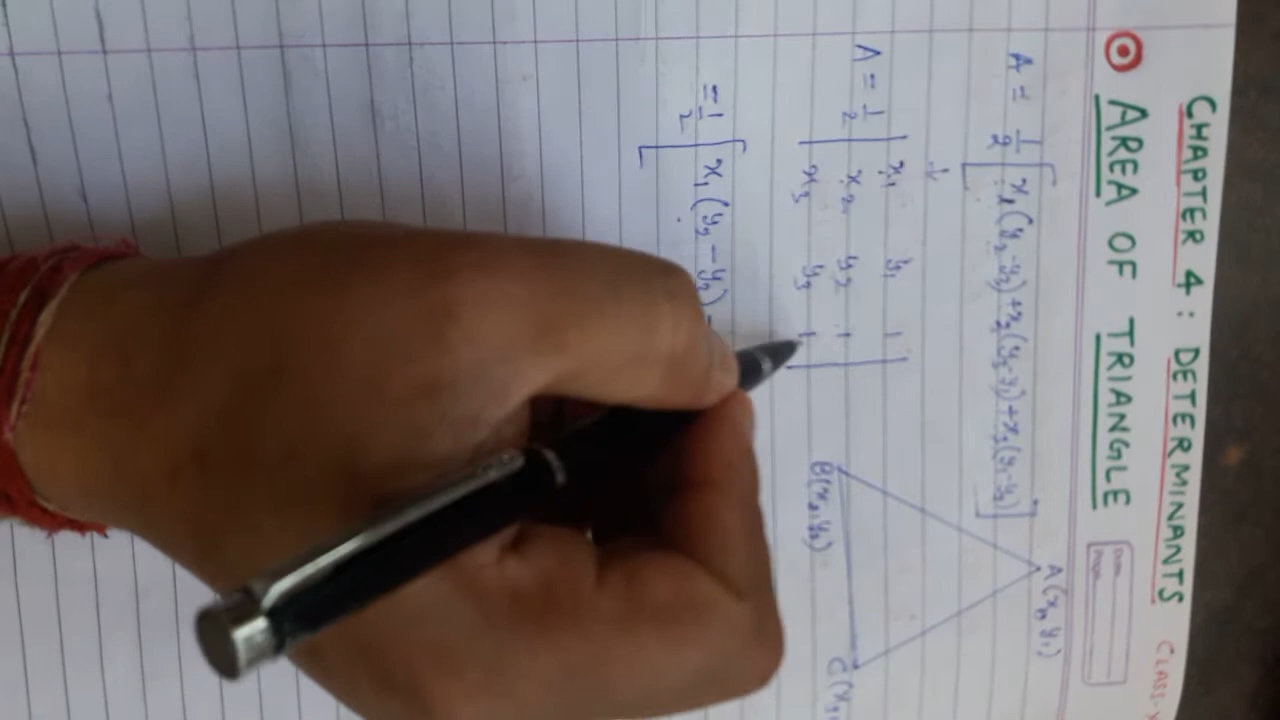 CHAPTER 4 : DETERMINANTS CLASS-
⊙ AREA OF TRIANGLE
A = 1/2 [x₁(y₂-y₃)+x₂(y₃-y₁)+x₃(y₁-y₂)]
A(x₁, y₁)
↓
A = 1/2 | x₁ y₁ 1
x₂ y₂ 1
x₃ y₃ 1 |
B(x₂, y₂)
C(x₃,
= 1/2 [ x₁(y₂-y₃)